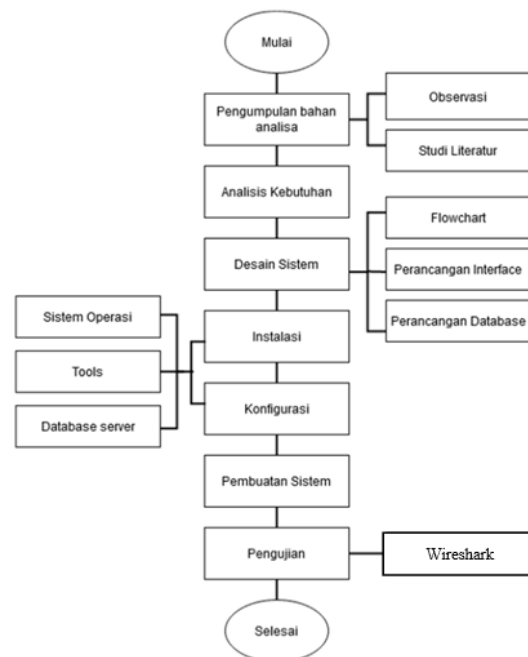 Mulai
Pengumpulan bahan
analisa
Observasi
Studi Literatur
Analisis Kebutuhan
Desain Sistem
Flowchart
Perancangan Interface
Perancangan Database
Sistem Operasi
Tools
Database server
Instalasi
Konfigurasi
Pembuatan Sistem
Pengujian
Wireshark
Selesai